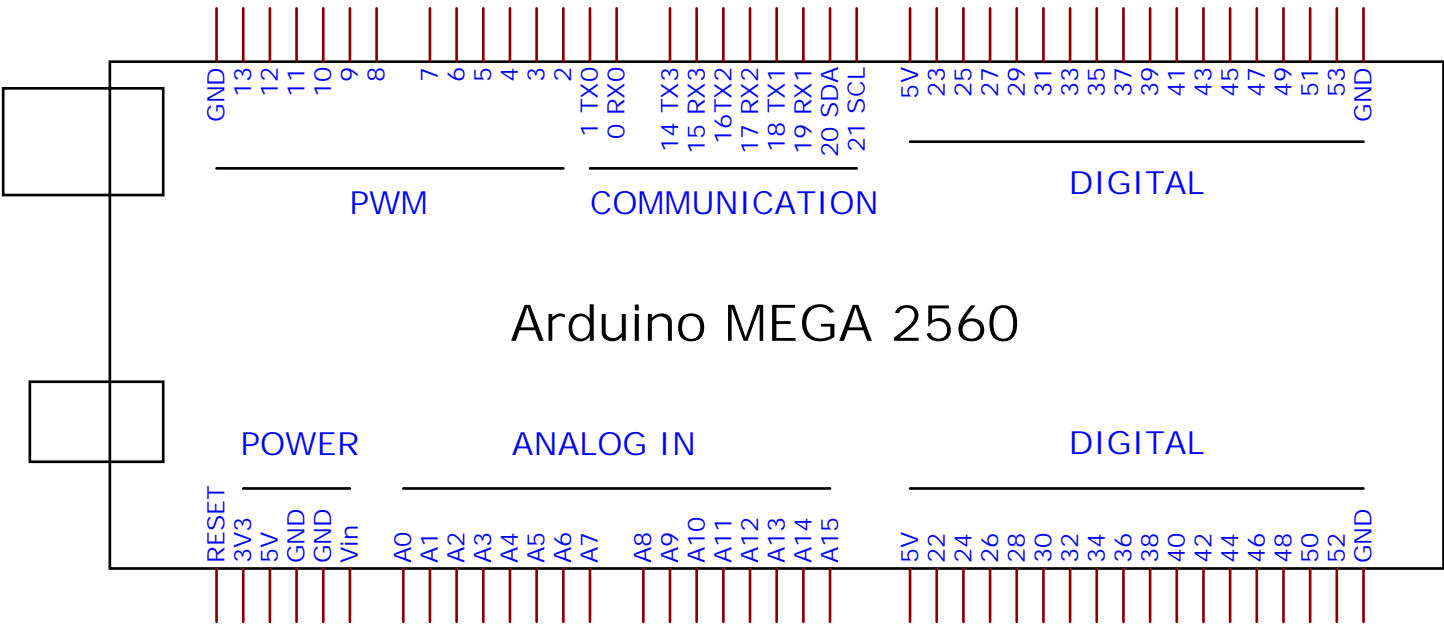 GND
13
12
11
10
9
8
7
6
5
4
3
2
1 TX0
0 RX0
14 TX3
15 RX3
16TX2
17 RX2
18 TX1
19 RX1
20 SDA
21 SCL
5V
23
25
27
29
31
33
35
37
39
41
43
45
47
49
51
53
GND
PWM
COMMUNICATION
DIGITAL
Arduino MEGA 2560
POWER
ANALOG IN
DIGITAL
RESET
3V3
5V
GND
GND
Vin
A0
A1
A2
A3
A4
A5
A6
A7
A8
A9
A10
A11
A12
A13
A14
A15
5V
22
24
26
28
30
32
34
36
38
40
42
44
46
48
50
52
GND